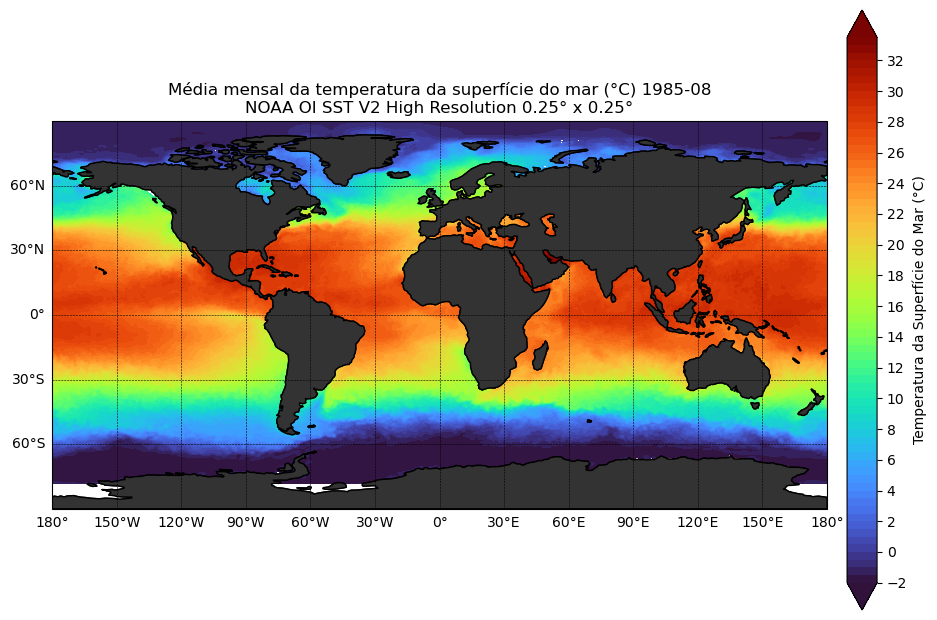 Média mensal da temperatura da superfície do mar (°C) 1985-08
NOAA OI SST V2 High Resolution 0.25° x 0.25°
60°N
30°N
0°
30°S
60°S
180° 150°W 120°W 90°W 60°W 30°W 0° 30°E 60°E 90°E 120°E 150°E 180°
32
30
28
26
24
22
20
18
16
14
12
10
8
6
4
2
0
−2
Temperatura da Superfície do Mar (°C)